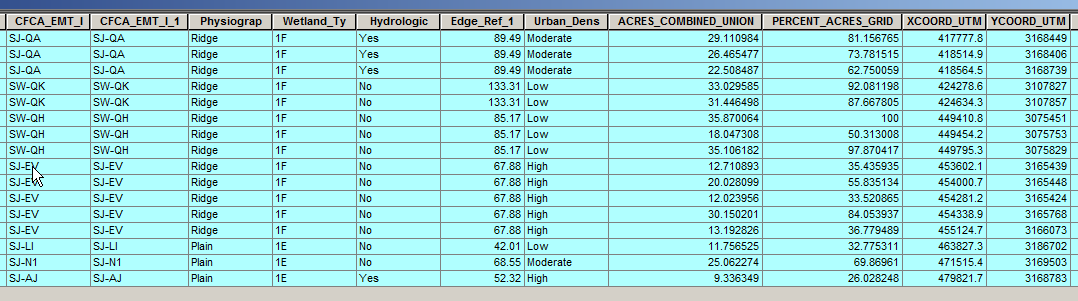 CFCA_EMT_I CFCA_EMT_I_1 Physiograp Wetland_Ty Hydrologic Edge_Ref_1 Urban_Dens ACRES_COMBINED_UNION PERCENT_ACRES_GRID XCOORD_UTM YCOORD_UTM
SJ-QA SJ-QA Ridge 1F Yes 89.49 Moderate 29.110984 81.156765 417777.8 3168449
SJ-QA SJ-QA Ridge 1F Yes 89.49 Moderate 26.465477 73.781515 418514.9 3168406
SJ-QA SJ-QA Ridge 1F Yes 89.49 Moderate 22.508487 62.750059 418564.5 3168739
SW-QK SW-QK Ridge 1F No 133.31 Low 33.029585 92.081198 424278.6 3107827
SW-QK SW-QK Ridge 1F No 133.31 Low 31.446498 87.667805 424634.3 3107857
SW-QH SW-QH Ridge 1F No 85.17 Low 35.870064 100 449410.8 3075451
SW-QH SW-QH Ridge 1F No 85.17 Low 18.047308 50.313008 449454.2 3075753
SW-QH SW-QH Ridge 1F No 85.17 Low 35.106182 97.870417 449795.3 3075829
SJ-EV SJ-EV Ridge 1F No 67.88 High 12.710893 35.435935 453602.1 3165439
SJ-EV SJ-EV Ridge 1F No 67.88 High 20.028099 55.835134 454000.7 3165448
SJ-EV SJ-EV Ridge 1F No 67.88 High 12.023956 33.520865 454281.2 3165424
SJ-EV SJ-EV Ridge 1F No 67.88 High 30.150201 84.053937 454338.9 3165768
SJ-EV SJ-EV Ridge 1F No 67.88 High 13.192826 36.779489 455124.7 3166073
SJ-LI SJ-LI Plain 1E No 42.01 Low 11.756525 32.775311 463827.3 3186702
SJ-N1 SJ-N1 Plain 1E No 68.55 Moderate 25.062274 69.86961 471515.4 3169503
SJ-AJ SJ-AJ Plain 1E Yes 52.32 High 9.336349 26.028248 479821.7 3168783